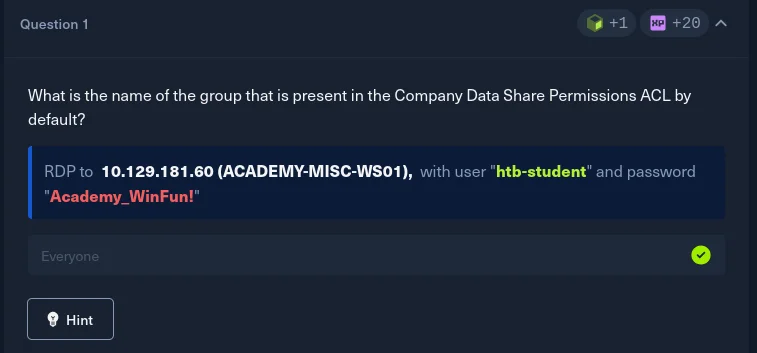 Question 1
+1
XP +20
What is the name of the group that is present in the Company Data Share Permissions ACL by
default?
RDP to 10.129.181.60 (ACADEMY-MISC-WS01), with user "htb-student" and password
"Academy_WinFun!"
Everyone
Hint